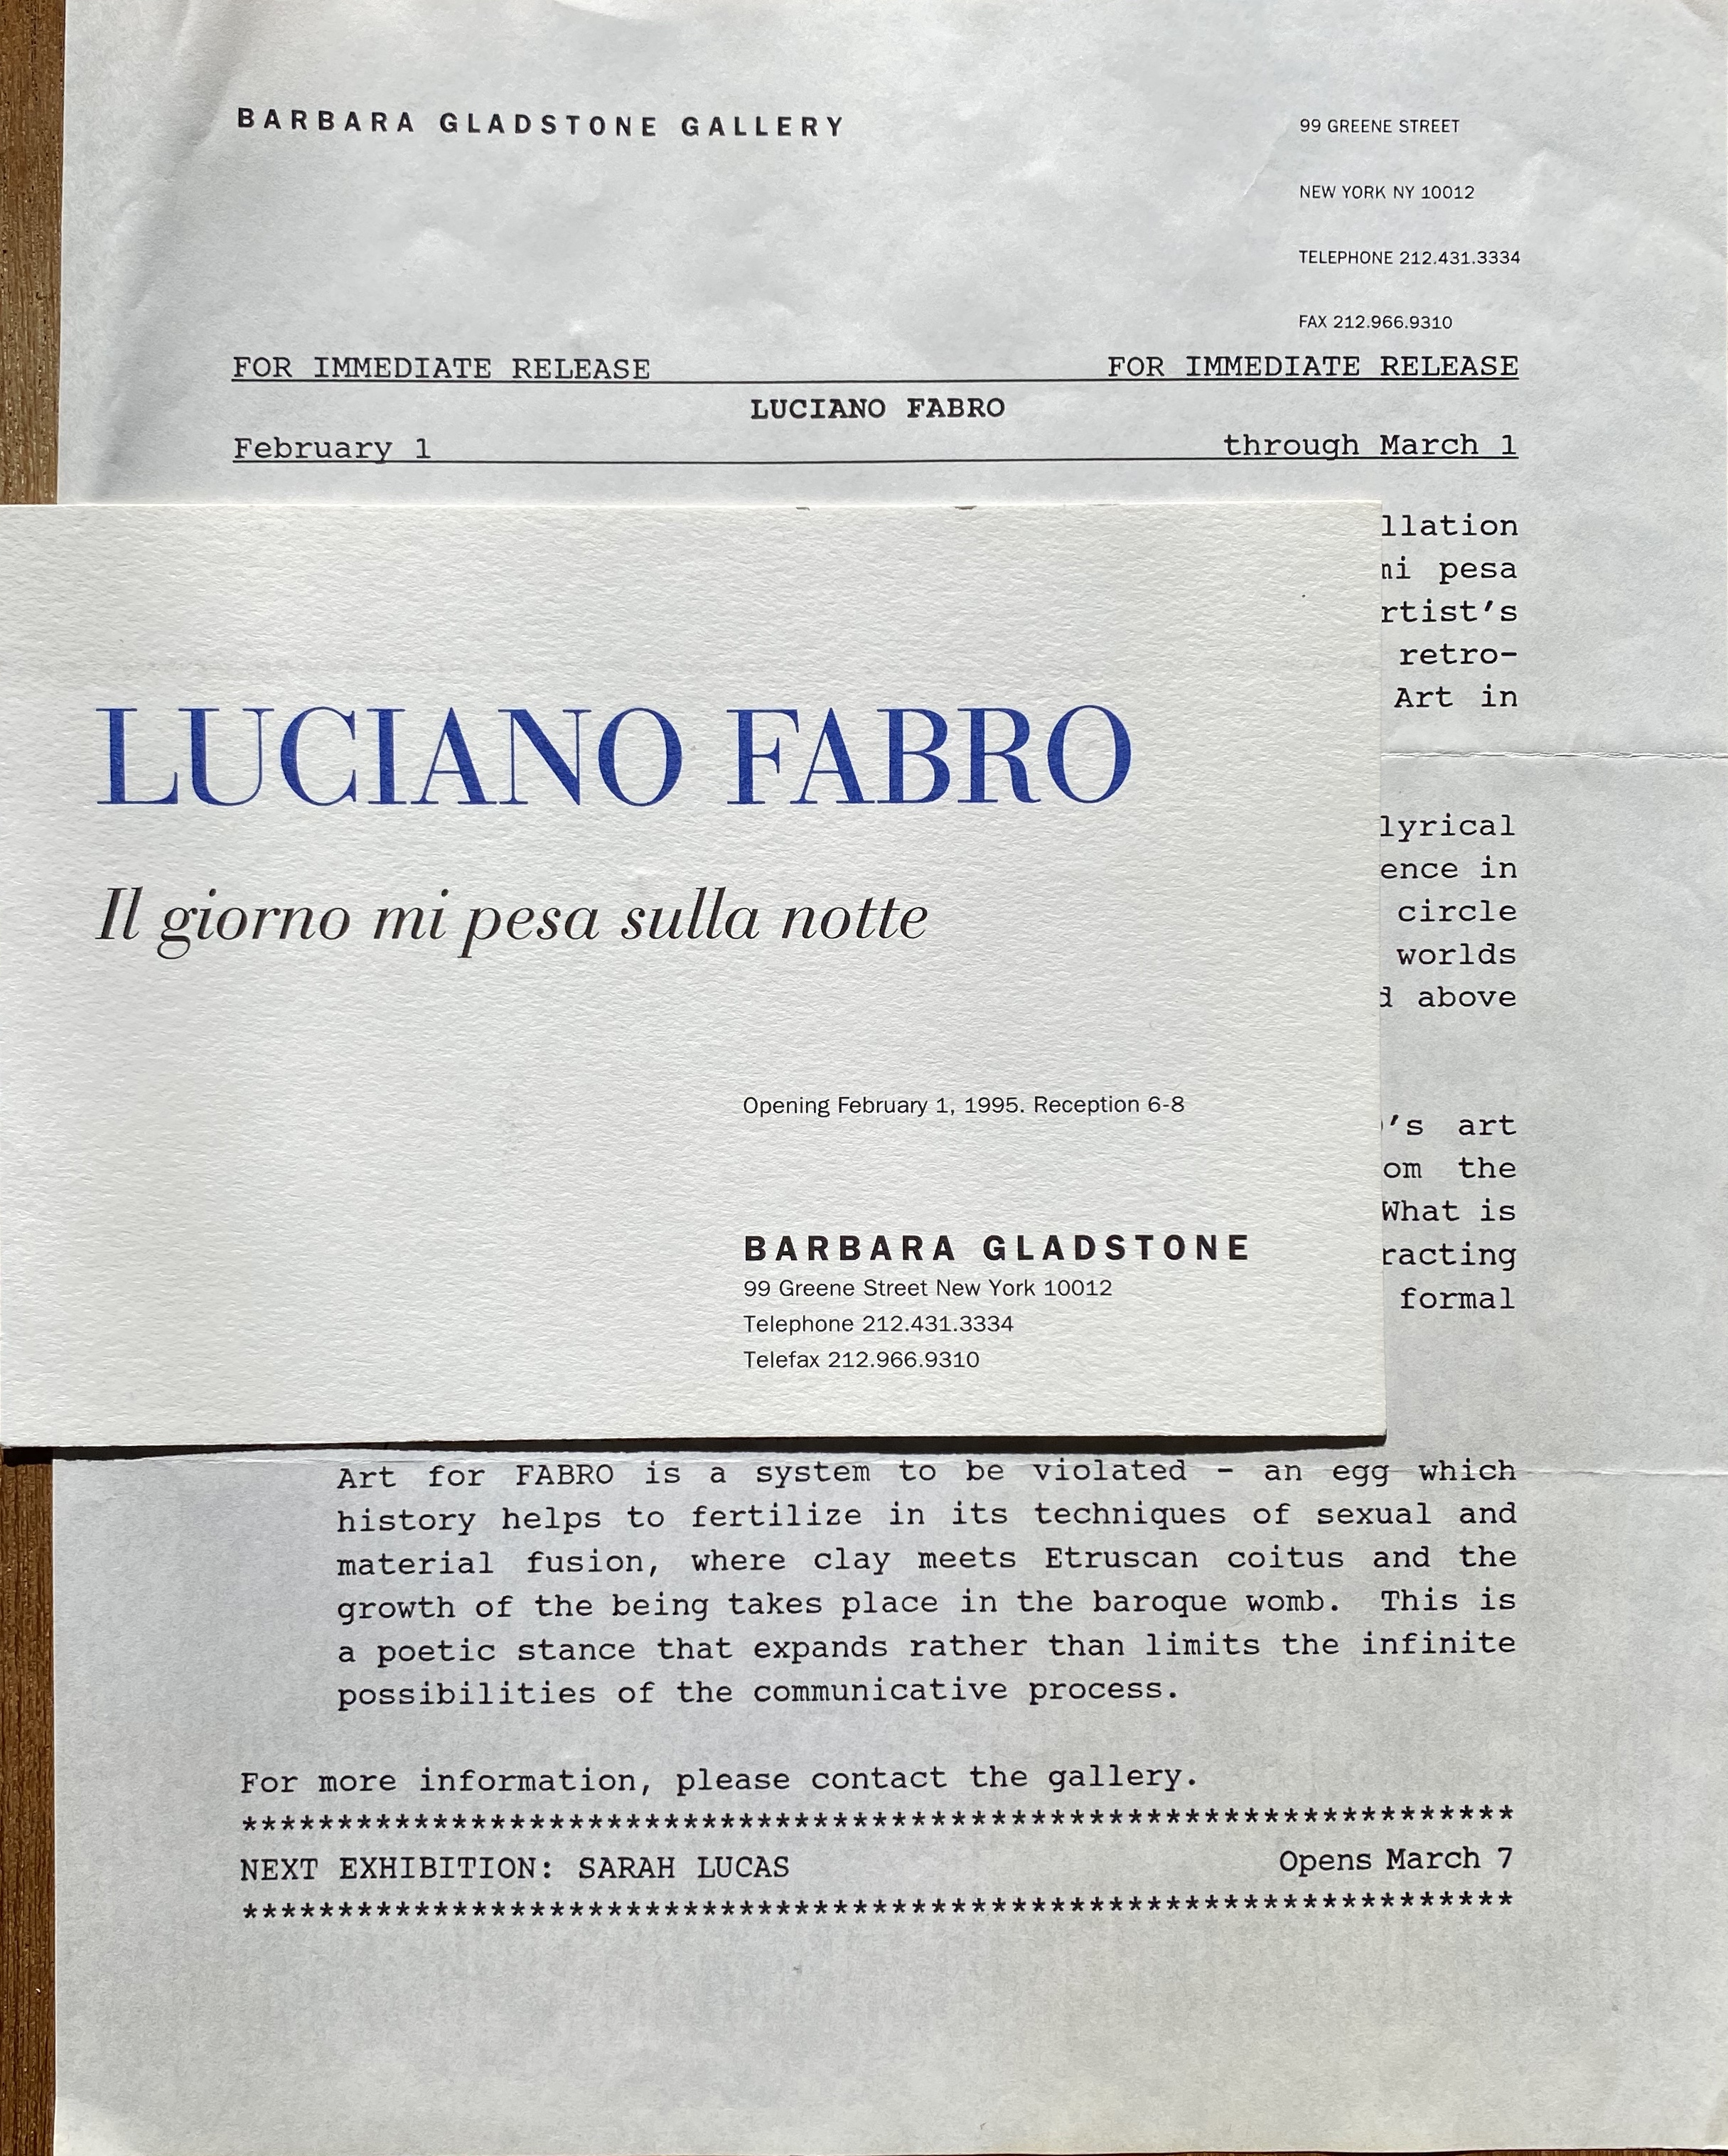 BARBARA GLADSTONE GALLERY
99 GREENE STREET
NEW YORK NY 10012
TELEPHONE 212.431.3334
FAX 212.966.9310
FOR IMMEDIATE RELEASE FOR IMMEDIATE RELEASE
LUCIANO FABRO
February 1 through March 1
pesa
retro-
Art in
LUCIANO FABRO
Il giorno mi pesa sulla notte
lyrical
in
circle
worlds
above
Opening February 1, 1995. Reception 6-8
art
the
What is
formal
BARBARA GLADSTONE
99 Greene Street New York 10012
Telephone 212.431.3334
Telefax 212.966.9310
Art for FABRO is a system to be violated - an egg which
history helps to fertilize in its techniques of sexual and
material fusion, where clay meets Etruscan coitus and the
growth of the being takes place in the baroque womb. This is
a poetic stance that expands rather than limits the infinite
possibilities of the communicative process.
For more information, please contact the gallery.
*****************************************************************
NEXT EXHIBITION: SARAH LUCAS Opens March 7
*****************************************************************